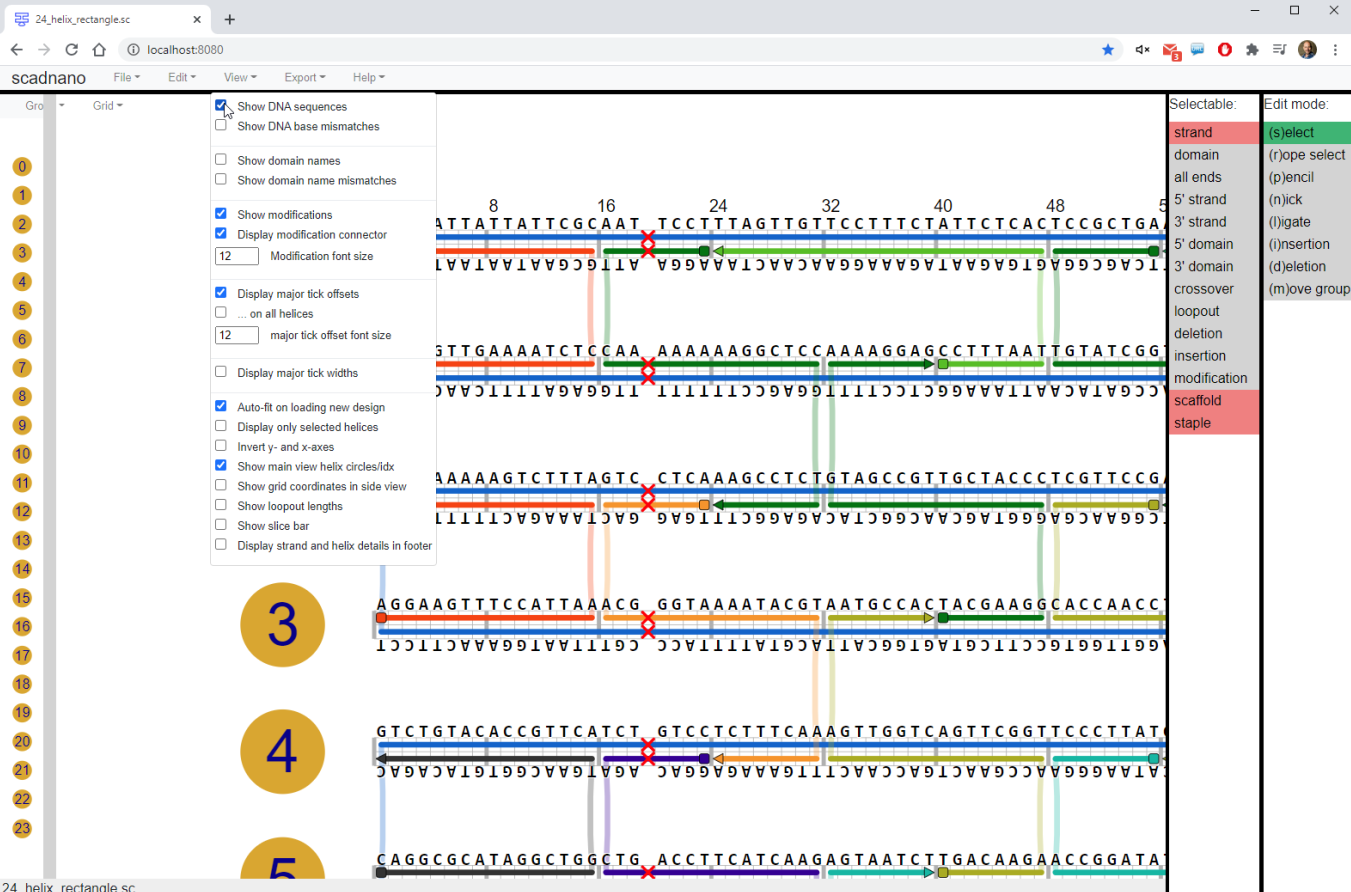 24_helix_rectangle.sc
localhost:8080
3
scadnano File Edit View Export Help
Gro Grid
Show DNA sequences
Show DNA base mismatches
Show domain names
Show domain name mismatches
Show modifications
Display modification connector
12 Modification font size
Display major tick offsets
... on all helices
12 major tick offset font size
Display major tick widths
Auto-fit on loading new design
Display only selected helices
Invert y- and x-axes
Show main view helix circles/idx
Show grid coordinates in side view
Show loopout lengths
Show slice bar
Display strand and helix details in footer
0
1
2
3
4
5
6
7
8
9
10
11
12
13
14
15
16
17
18
19
20
21
22
23
8 16 24 32 40 48
ATTATTATTCGCAAT TCCTTTAGTTGTTCCTTTCTATTCTCACTCCGCTGA
GTTGAAAATCTCCAA AAAAAAGGCTCCAAAAGGAGCCTTTAATTGTATCGG
AAAAAGTCTTTAGTC CTCAAAGCCTCTGTAGCCGTTGCTACCCTCGTTCCG
3
AGGAAGTTTCCATTAAACG GGTAAAATACGTAATGCCACTACGAAGGCACCAACC
4
GTCTGTACACCGTTCATCT GTCCTCTTTCAAAGTTGGTCAGTTCGGTTCCCTTAT
5
CAGGCGCATAGGCTGGCTG ACCTTCATCAAGAGTAATCTTGACAAGAACCGGATA
Selectable:
strand
domain
all ends
5' strand
3' strand
5' domain
3' domain
crossover
loopout
deletion
insertion
modification
scaffold
staple
Edit mode:
(s)elect
(r)ope select
(p)encil
(n)ick
(l)igate
(i)nsertion
(d)eletion
(m)ove group
24_helix_rectangle.sc